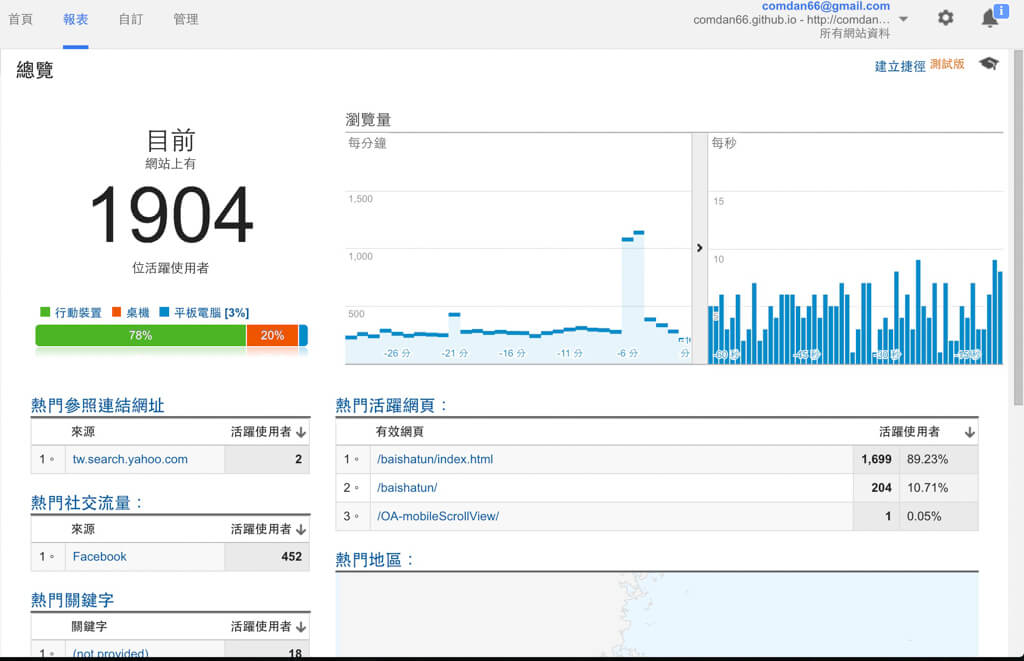 首頁 報表 自訂 管理
comdan66@gmail.com
comdan66.github.io - http://comdan...
所有網站資料
總覽
建立捷徑 測試版
目前
網站上有
1904
位活躍使用者
行動裝置 桌機 平板電腦 [3%]
78% 20%
瀏覽量
每分鐘
1,500
1,000
500
-26 分 -21 分 -16 分 -11 分 -6 分
每秒
15
10
5
-60 秒 -45 秒 -30 秒 -15 秒
熱門參照連結網址
來源 活躍使用者
1。 tw.search.yahoo.com 2
熱門社交流量：
來源 活躍使用者
1。 Facebook 452
熱門關鍵字
關鍵字 活躍使用者
1。 (not provided) 18
熱門活躍網頁：
有效網頁 活躍使用者
1。 /baishatun/index.html 1,699 89.23%
2。 /baishatun/ 204 10.71%
3。 /OA-mobileScrollView/ 1 0.05%
熱門地區：